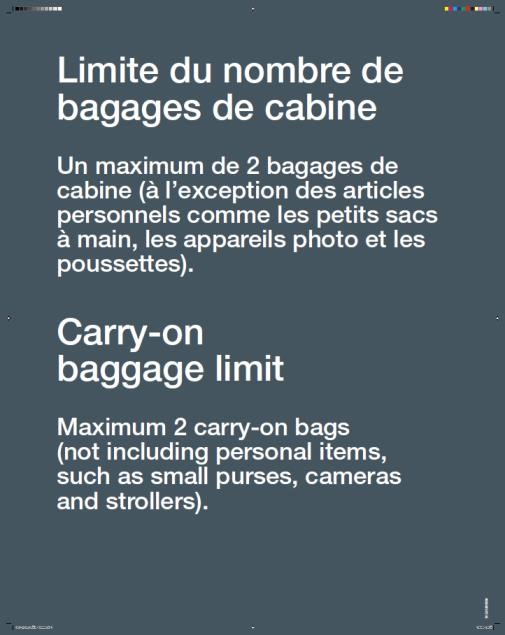 Limite du nombre de
bagages de cabine
Un maximum de 2 bagages de
cabine (à l’exception des articles
personnels comme les petits sacs
à main, les appareils photo et les
poussettes).
Carry-on
baggage limit
Maximum 2 carry-on bags
(not including personal items,
such as small purses, cameras
and strollers).